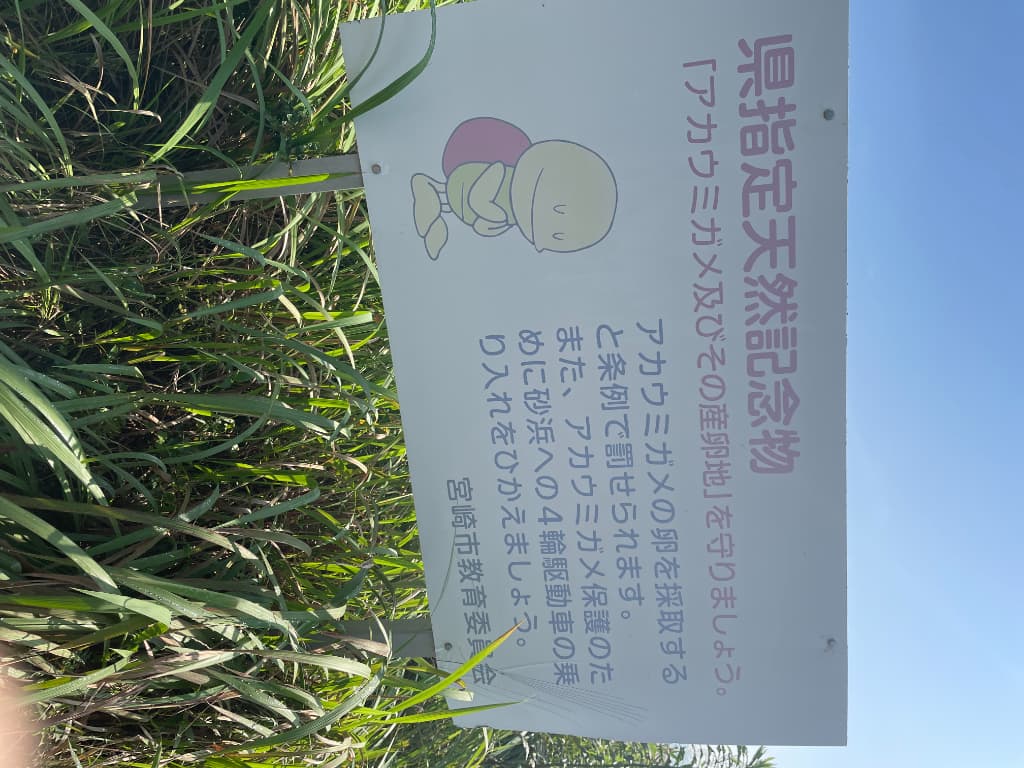 県指定天然記念物
「アカウミガメ及びその産卵地」を守りましょう。
アカウミガメの卵を採取する
と条例で罰せられます。
また、アカウミガメ保護のた
めに砂浜への4輪駆動車の乗
り入れをひかえましょう。
宮崎市教育委員会